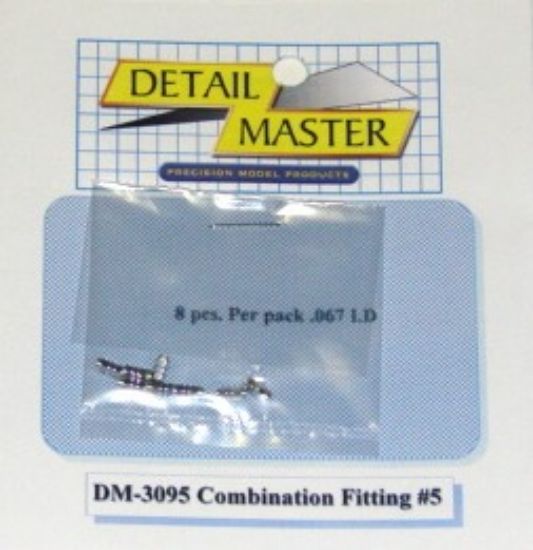 DETAIL
MASTER
PRECISION MODEL PRODUCTS
8 pcs. Per pack .067 I.D
DM-3095 Combination Fitting #5